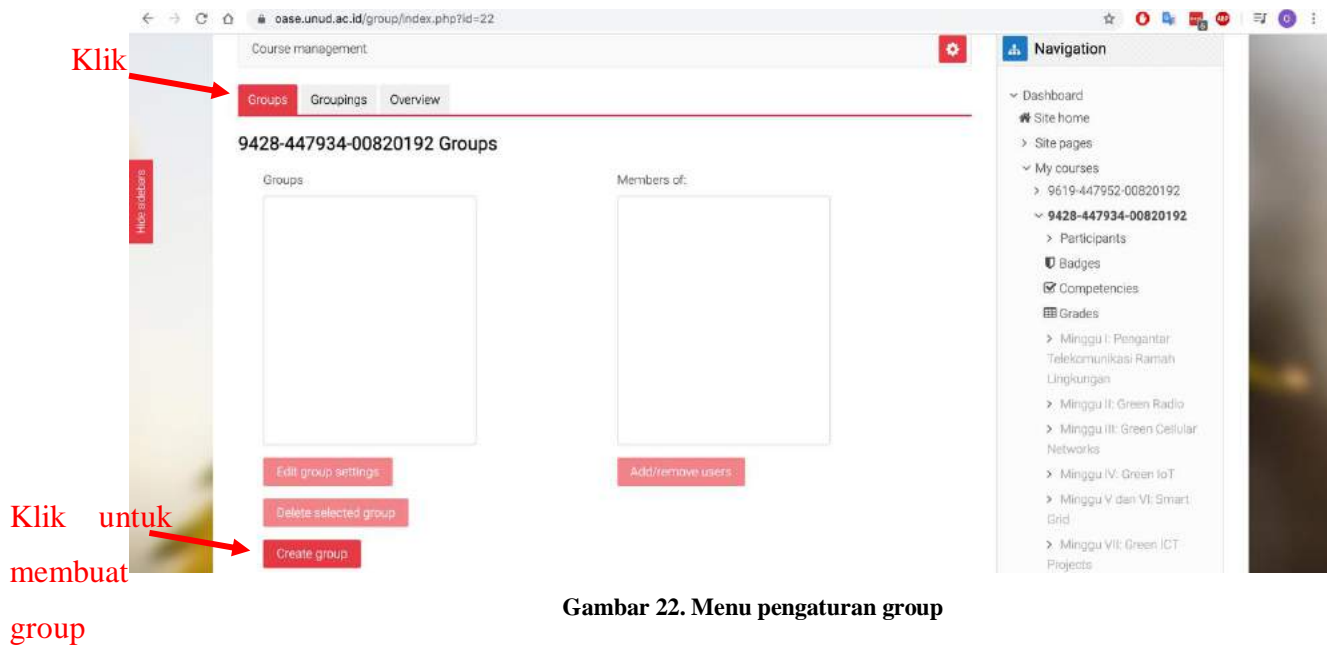 oase.unud.ac.id/group/index.php?id=22
Klik
Course management
Groups
Groupings
Overview
9428-447934-00820192 Groups
Groups
Members of:
Hide sidebars
Edit group settings
Add/remove users
Delete selected group
Create group
Klik untuk
membuat
group
Navigation
Dashboard
Site home
Site pages
My courses
9619-447952-00820192
9428-447934-00820192
Participants
Badges
Competencies
Grades
Minggu I: Pengantar
Telekomunikasi Ramah
Lingkungan
Minggu II: Green Radio
Minggu III: Green Cellular
Networks
Minggu IV: Green IoT
Minggu V dan VI: Smart
Grid
Minggu VII: Green ICT
Projects
Gambar 22. Menu pengaturan group